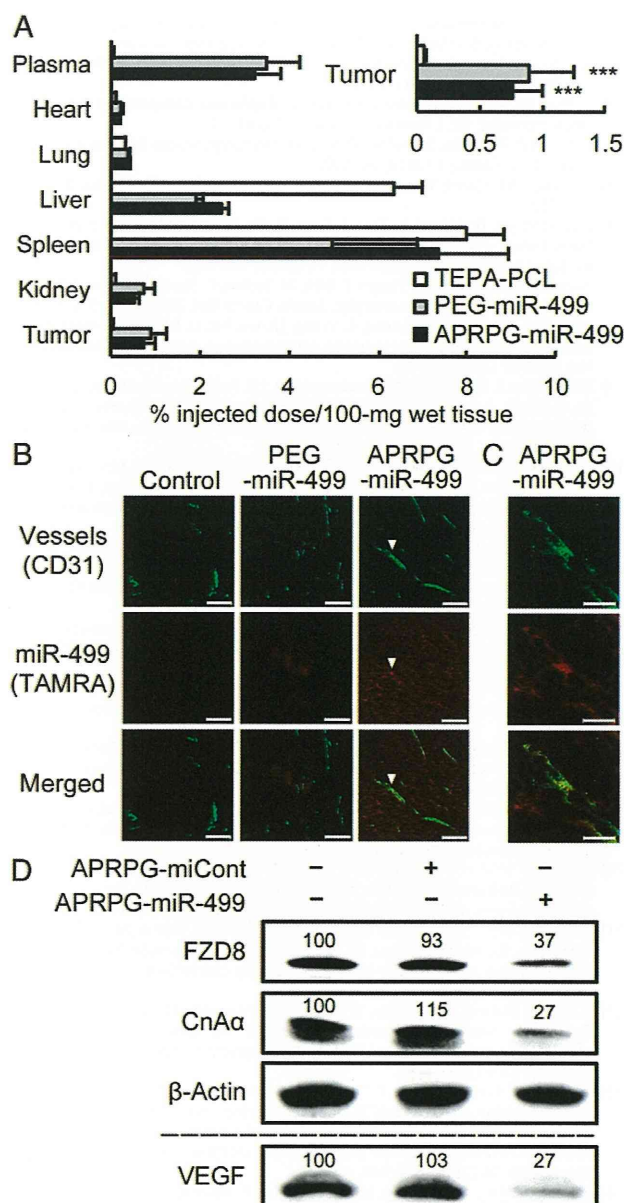 A
Plasma
Heart
Lung
Liver
Spleen
Kidney
Tumor
Tumor
***
***
0 0.5 1 1.5
TEPA-PCL
PEG-miR-499
APRPG-miR-499
0 2 4 6 8 10
% injected dose/100-mg wet tissue
B
Control
PEG
-miR-499
APRPG
-miR-499
C
APRPG
-miR-499
Vessels
(CD31)
miR-499
(TAMRA)
Merged
D
APRPG-miCont − + −
APRPG-miR-499 − − +
FZD8 100 93 37
CnAα 100 115 27
β-Actin
VEGF 100 103 27